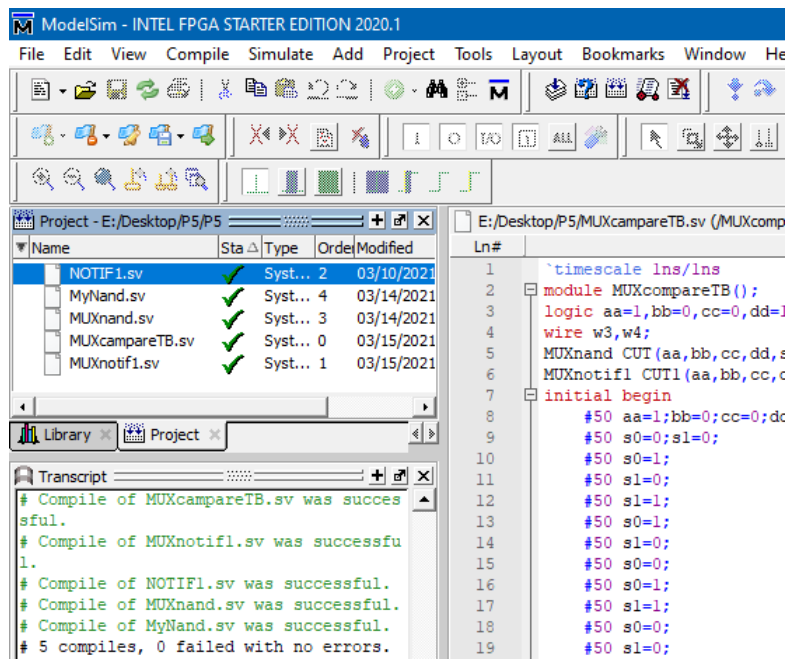 ModelSim - INTEL FPGA STARTER EDITION 2020.1
File Edit View Compile Simulate Add Project Tools Layout Bookmarks Window He
ALL
Project - E:/Desktop/P5/P5
Name Sta Type Order Modified
NOTIF1.sv Syst... 2 03/10/2021
MyNand.sv Syst... 4 03/14/2021
MUXnand.sv Syst... 3 03/14/2021
MUXcampareTB.sv Syst... 0 03/15/2021
MUXnotif1.sv Syst... 1 03/15/2021
Library Project
Transcript
# Compile of MUXcampareTB.sv was succes
sful.
# Compile of MUXnotif1.sv was successfu
l.
# Compile of NOTIF1.sv was successful.
# Compile of MUXnand.sv was successful.
# Compile of MyNand.sv was successful.
# 5 compiles, 0 failed with no errors.
E:/Desktop/P5/MUXcampareTB.sv (/MUXcomp
Ln#
1 `timescale 1ns/1ns
2 module MUXcompareTB();
3 logic aa=1,bb=0,cc=0,dd=1
4 wire w3,w4;
5 MUXnand CUT(aa,bb,cc,dd,s
6 MUXnotif1 CUT1(aa,bb,cc,d
7 initial begin
8 #50 aa=1;bb=0;cc=0;dd
9 #50 s0=0;s1=0;
10 #50 s0=1;
11 #50 s1=0;
12 #50 s1=1;
13 #50 s0=1;
14 #50 s1=0;
15 #50 s0=0;
16 #50 s0=1;
17 #50 s1=1;
18 #50 s0=0;
19 #50 s1=0;